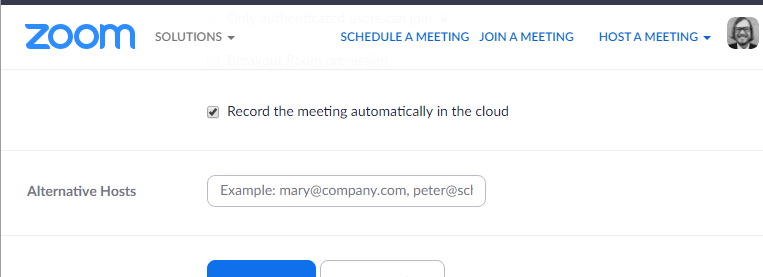 Only authenticated users can join
zoom SOLUTIONS SCHEDULE A MEETING JOIN A MEETING HOST A MEETING
Breakout Room pre-assign
Record the meeting automatically in the cloud
Alternative Hosts Example: mary@company.com, peter@scl